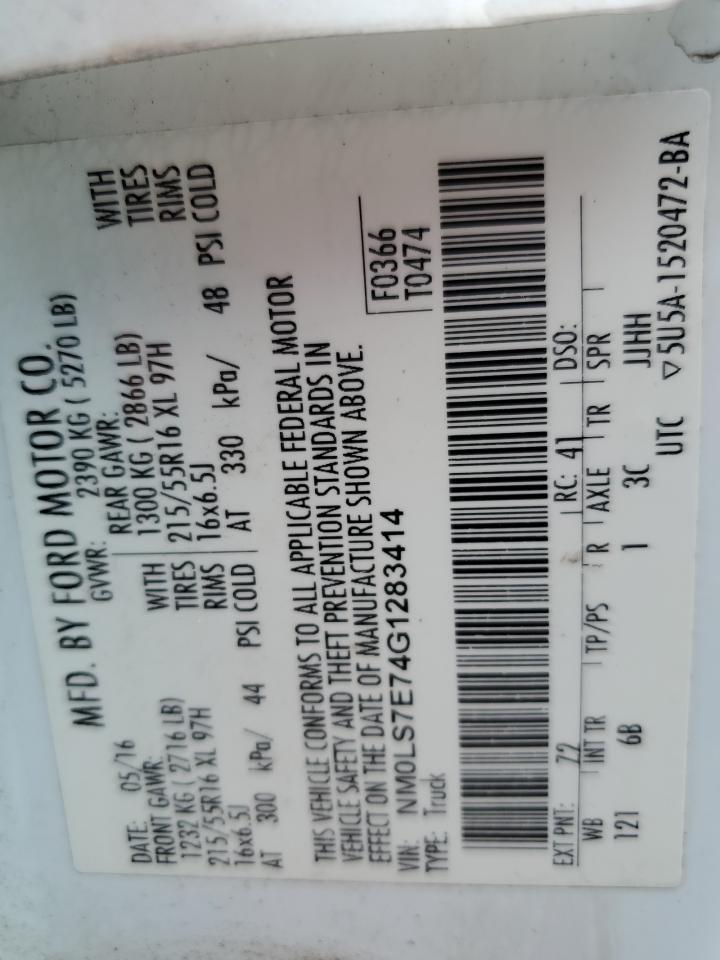 MFD. BY FORD MOTOR CO.
DATE: 05/16 GVWR: 2390 KG ( 5270 LB)
FRONT GAWR: REAR GAWR:
1232 KG ( 2716 LB) WITH 1300 KG ( 2866 LB) WITH
215/55R16 XL 97H TIRES 215/55R16 XL 97H TIRES
16x6.5J RIMS 16x6.5J RIMS
AT 300 kPa/ 44 PSI COLD AT 330 kPa/ 48 PSI COLD
THIS VEHICLE CONFORMS TO ALL APPLICABLE FEDERAL MOTOR
VEHICLE SAFETY AND THEFT PREVENTION STANDARDS IN
EFFECT ON THE DATE OF MANUFACTURE SHOWN ABOVE.
VIN: NM0LS7E74G1283414 F0366
TYPE: Truck T0474
EXT PNT: 7Z RC: 41 DSO:
WB INT TR TP/PS R AXLE TR SPR
121 6B 1 3C JJHH
UTC ▽5U5A-1520472-BA